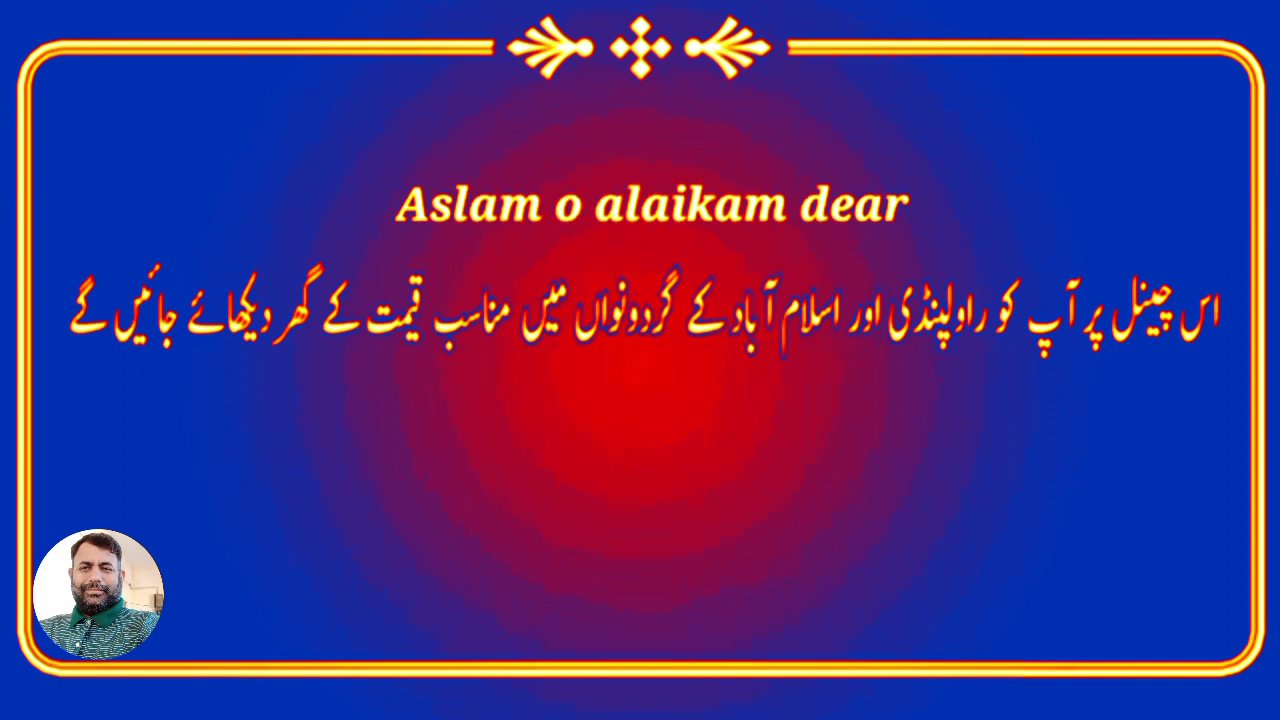 Aslam o alaikam dear
اس چینل پر آپ کو راولپنڈی اور اسلام آباد کے گردونواں میں مناسب قیمت کے گھر دیکھائے جائیں گے